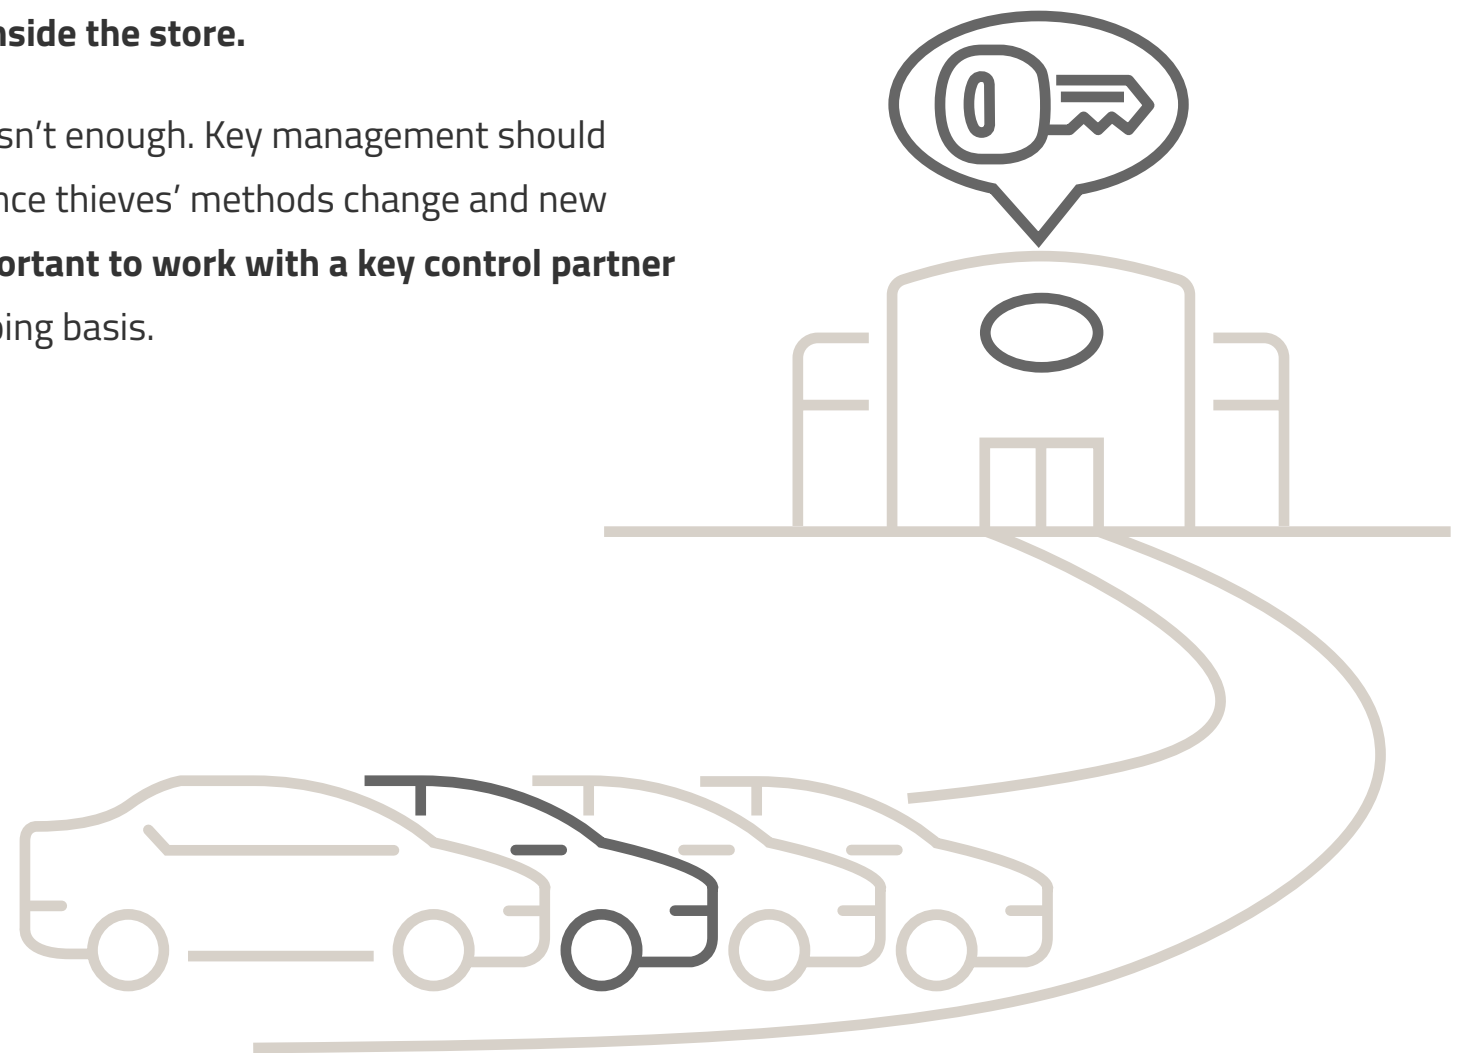 nside the store.
sn’t enough. Key management should
nce thieves’ methods change and new
ortant to work with a key control partner
ing basis.